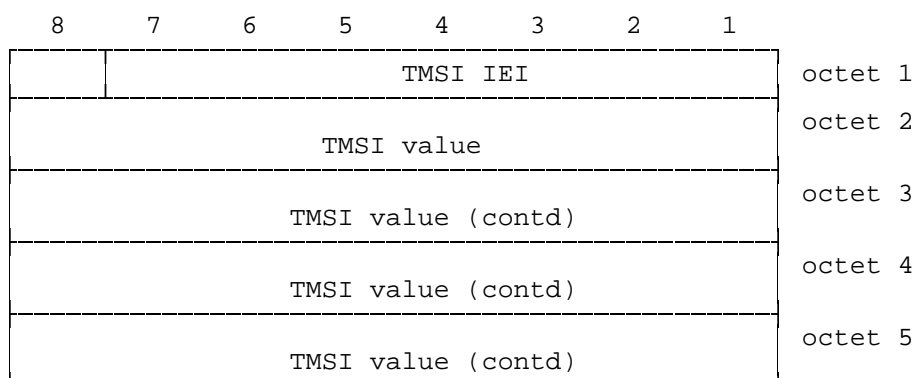 8 7 6 5 4 3 2 1
TMSI IEI octet 1
octet 2
TMSI value
octet 3
TMSI value (contd)
octet 4
TMSI value (contd)
octet 5
TMSI value (contd)